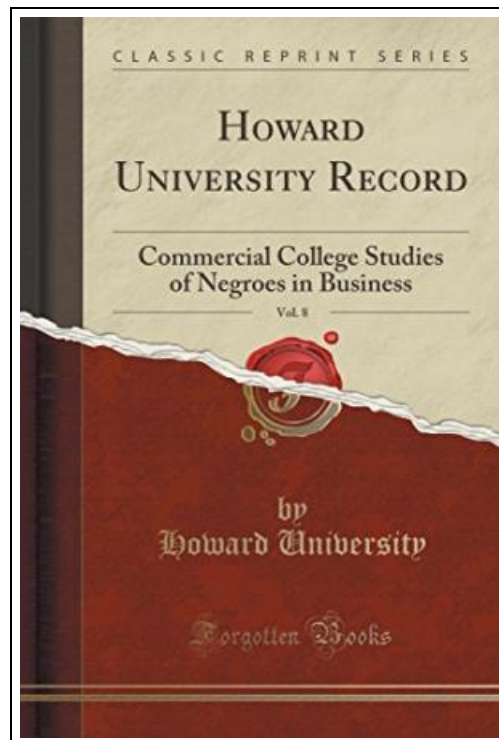 CLASSIC REPRINT SERIES
HOWARD
UNIVERSITY RECORD
Commercial College Studies
of Negroes in Business
Vol. 8
by
Howard University
Forgotten Books